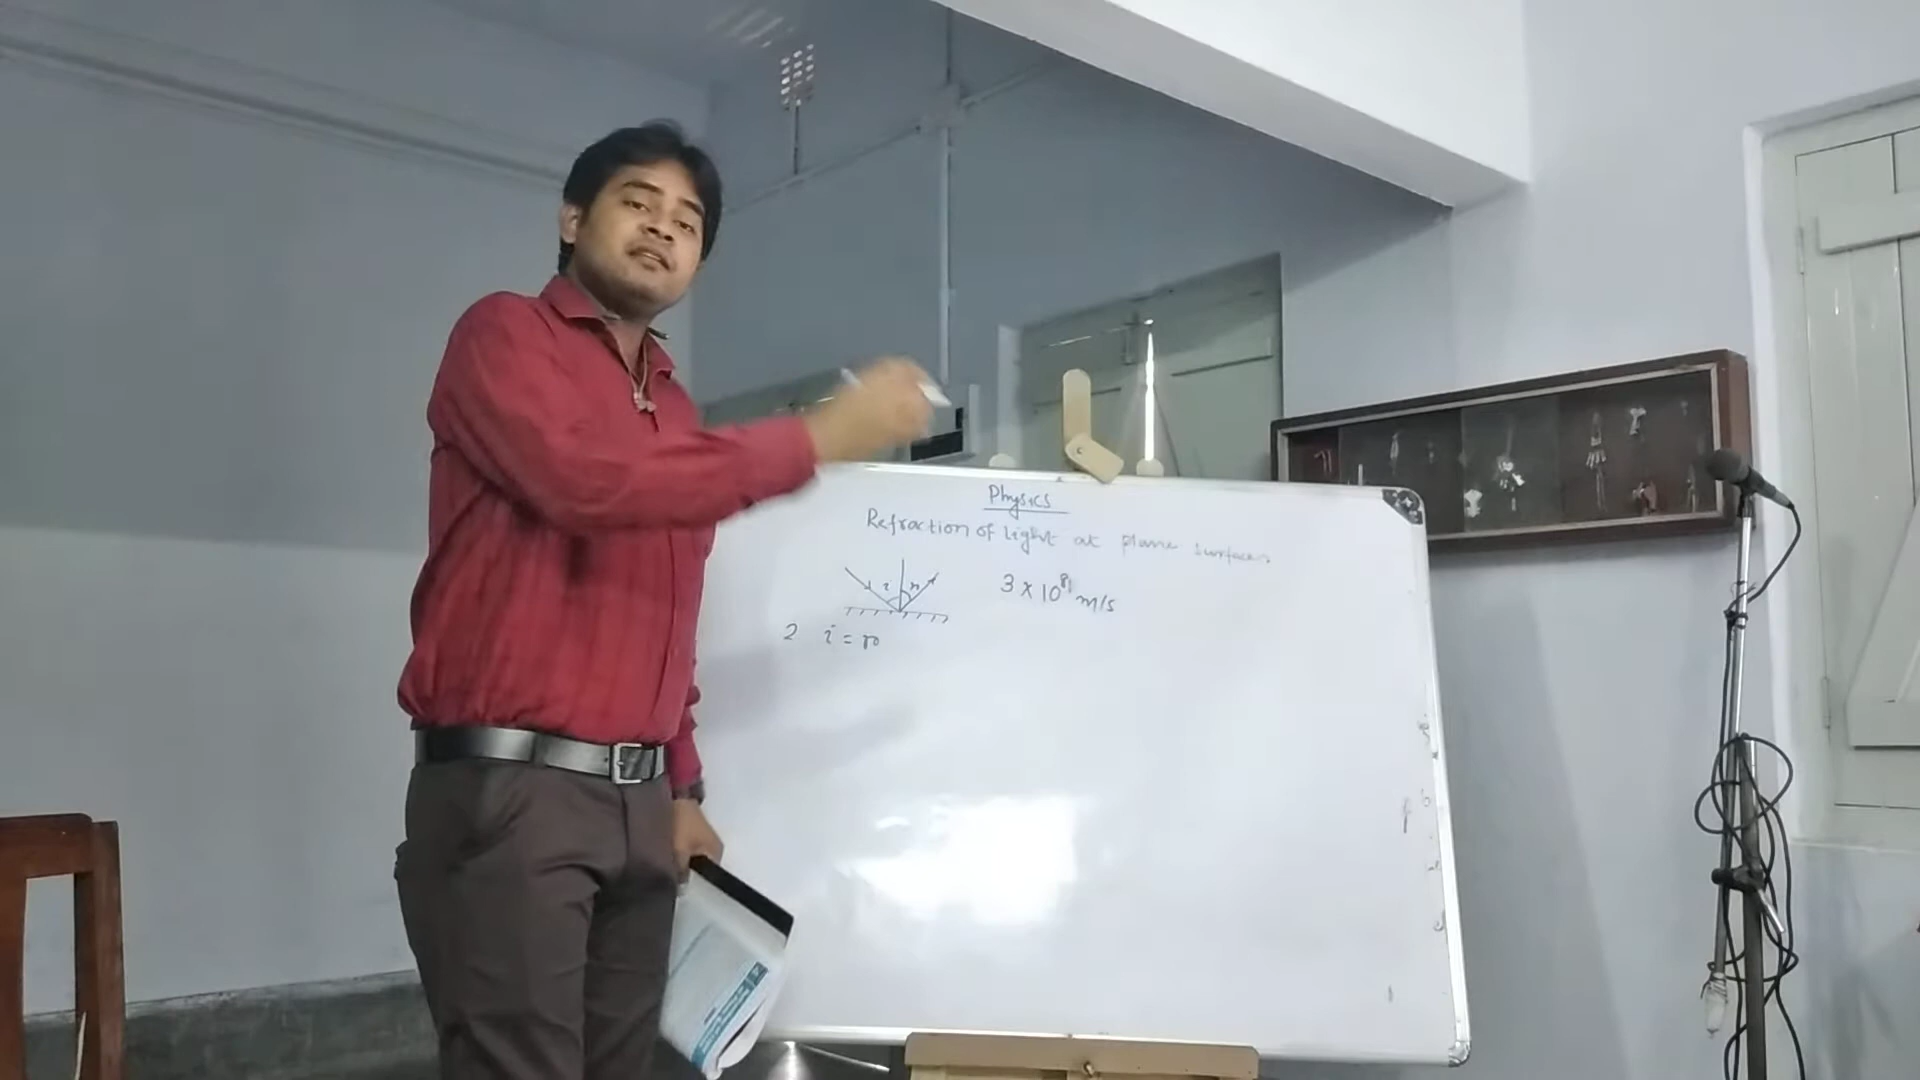 Physics
Refraction of light at plane surfaces
i r
3 x 10⁸ m/s
2 i = r